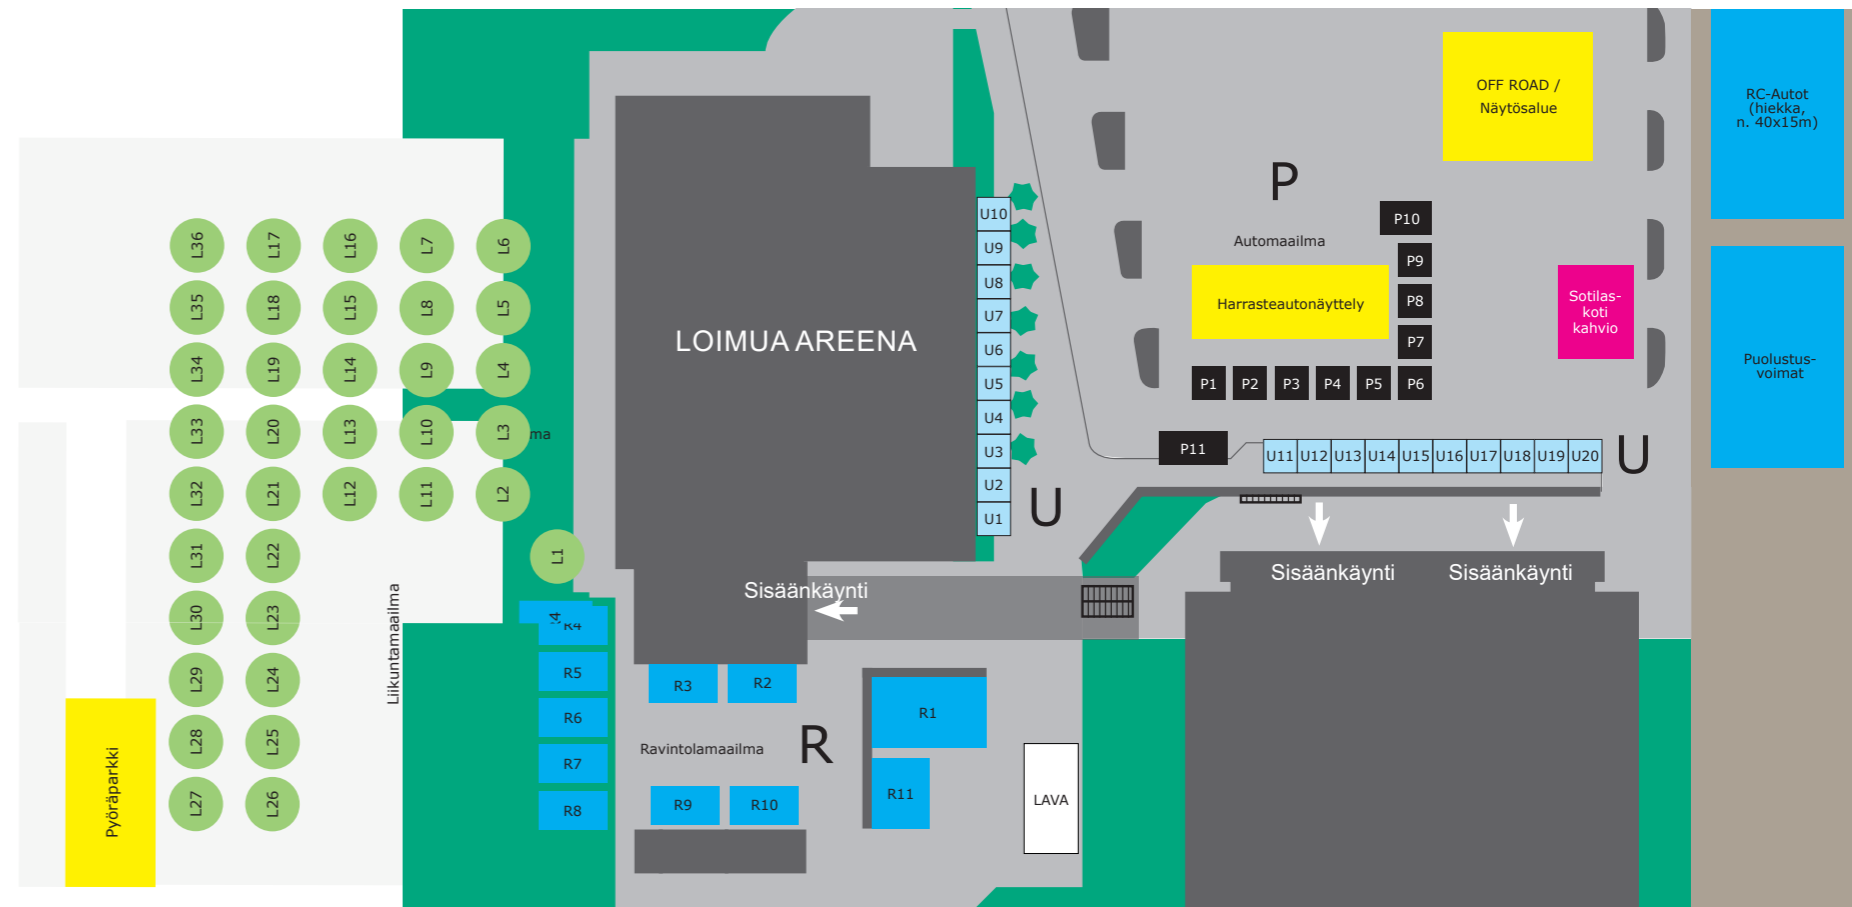 OFF ROAD /
Näytösalue
RC-Autot
(hiekka,
n. 40x15m)
P
Automaailma
P10
P9
P8
P7
Harrasteautonäyttely
P1
P2
P3
P4
P5
P6
P11
Sotilas-
koti
kahvio
Puolustus-
voimat
L36
L17
L16
L7
L6
L35
L18
L15
L8
L5
L34
L19
L14
L9
L4
L33
L20
L13
L10
L3
ma
L32
L21
L12
L11
L2
L31
L22
L1
L30
L23
L29
L24
L28
L25
L27
L26
Liikuntamaailma
Pyöräparkki
LOIMUA AREENA
U10
U9
U8
U7
U6
U5
U4
U3
U2
U1
U
U11
U12
U13
U14
U15
U16
U17
U18
U19
U20
U
Sisäänkäynti
Sisäänkäynti
Sisäänkäynti
R4
R5
R6
R7
R8
R3
R2
R1
Ravintolamaailma
R
R9
R10
R11
LAVA